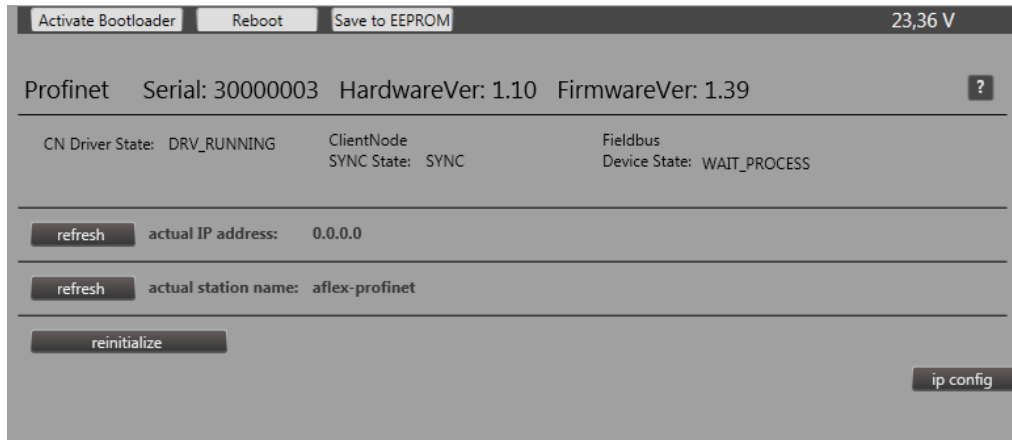 Activate Bootloader Reboot Save to EEPROM 23,36 V
Profinet Serial: 30000003 HardwareVer: 1.10 FirmwareVer: 1.39 ?
CN Driver State: DRV_RUNNING
ClientNode
SYNC State: SYNC
Fieldbus
Device State: WAIT_PROCESS
refresh actual IP address: 0.0.0.0
refresh actual station name: aflex-profinet
reinitialize
ip config